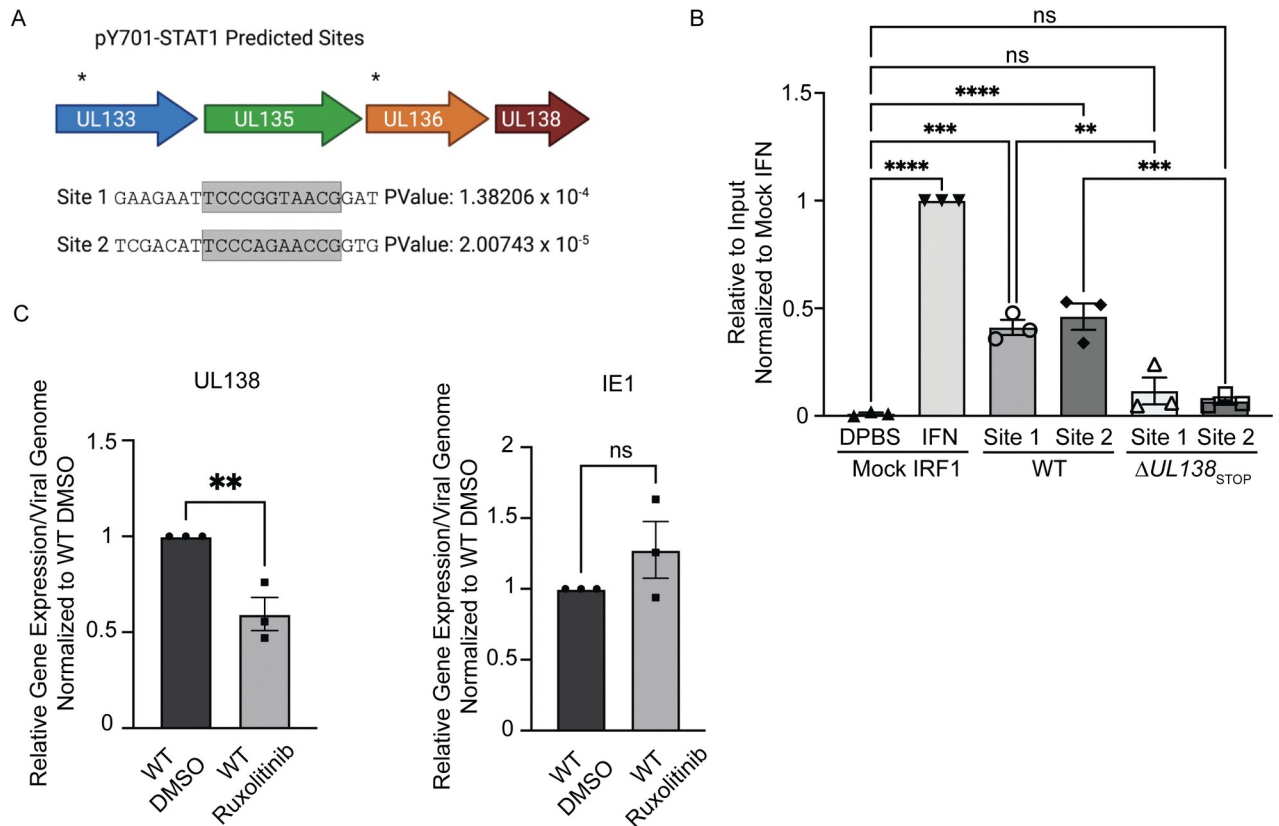 A
pY701-STAT1 Predicted Sites
* *
UL133 UL135 UL136 UL138
Site 1 GAAGAATTCCCGGTAACGGAT PValue: 1.38206 x 10-4
Site 2 TCGACATTCCCAGAACCGGTG PValue: 2.00743 x 10-5
B
ns
ns
****
*** **
**** ***
Relative to Input
Normalized to Mock IFN
1.5
1
0.5
0
DPBS IFN Site 1 Site 2 Site 1 Site 2
Mock IRF1 WT ΔUL138STOP
C
UL138
Relative Gene Expression/Viral Genome
Normalized to WT DMSO
1.5
1
0.5
0
**
WT
DMSO
WT
Ruxolitinib
IE1
Relative Gene Expression/Viral Genome
Normalized to WT DMSO
2
1.5
1
0.5
0
ns
WT
DMSO
WT
Ruxolitinib